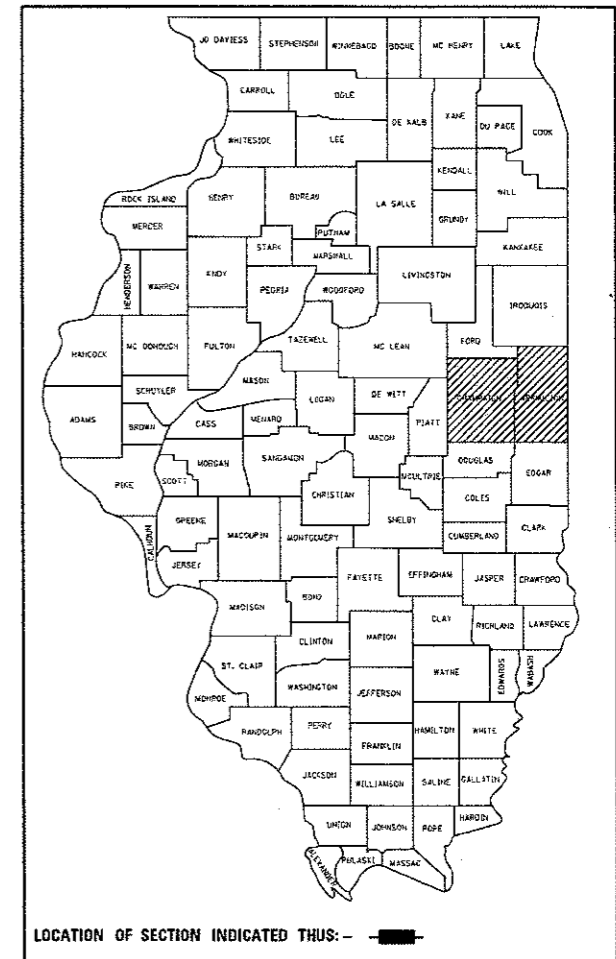 JO DAVIESS STEPHENSON WINNEBAGO BOONE MC HENRY LAKE
CARROLL OGLE DE KALB KANE DU PAGE COOK
WHITESIDE LEE KENDALL WILL
ROCK ISLAND HENRY BUREAU LA SALLE GRUNDY
MERCER PUTNAM KANKAKEE
STARK MARSHALL LIVINGSTON
HENDERSON WARREN KNOX PEORIA WOODFORD IROQUOIS
HANCOCK MC DONOUGH FULTON TAZEWELL MC LEAN FORD
MASON
SCHUYLER LOGAN DE WITT CHAMPAIGN VERMILION
ADAMS BROWN CASS MENARD MACON PIATT
MORGAN SANGAMON DOUGLAS EDGAR
PIKE SCOTT CHRISTIAN MOULTRIE COLES
GREENE SHELBY
CALHOUN MACOUPIN MONTGOMERY CUMBERLAND CLARK
JERSEY FAYETTE EFFINGHAM JASPER CRAWFORD
MADISON BOND CLAY RICHLAND LAWRENCE
CLINTON MARION
ST. CLAIR WAYNE EDWARDS WABASH
WASHINGTON JEFFERSON
MONROE
RANDOLPH PERRY HAMILTON WHITE
FRANKLIN
JACKSON WILLIAMSON SALINE GALLATIN
UNION JOHNSON POPE HARDIN
ALEXANDER PULASKI MASSAC
LOCATION OF SECTION INDICATED THUS:-